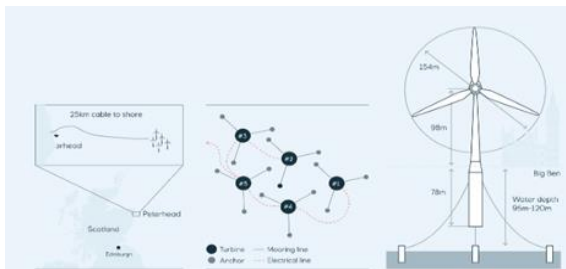 25km cable to shore
erhead
Peterhead
Scotland
Edinburgh
#3
#2
#5
#1
#4
Turbine
Mooring line
Anchor
Electrical line
154m
98m
78m
Big Ben
Water depth
95m-120m